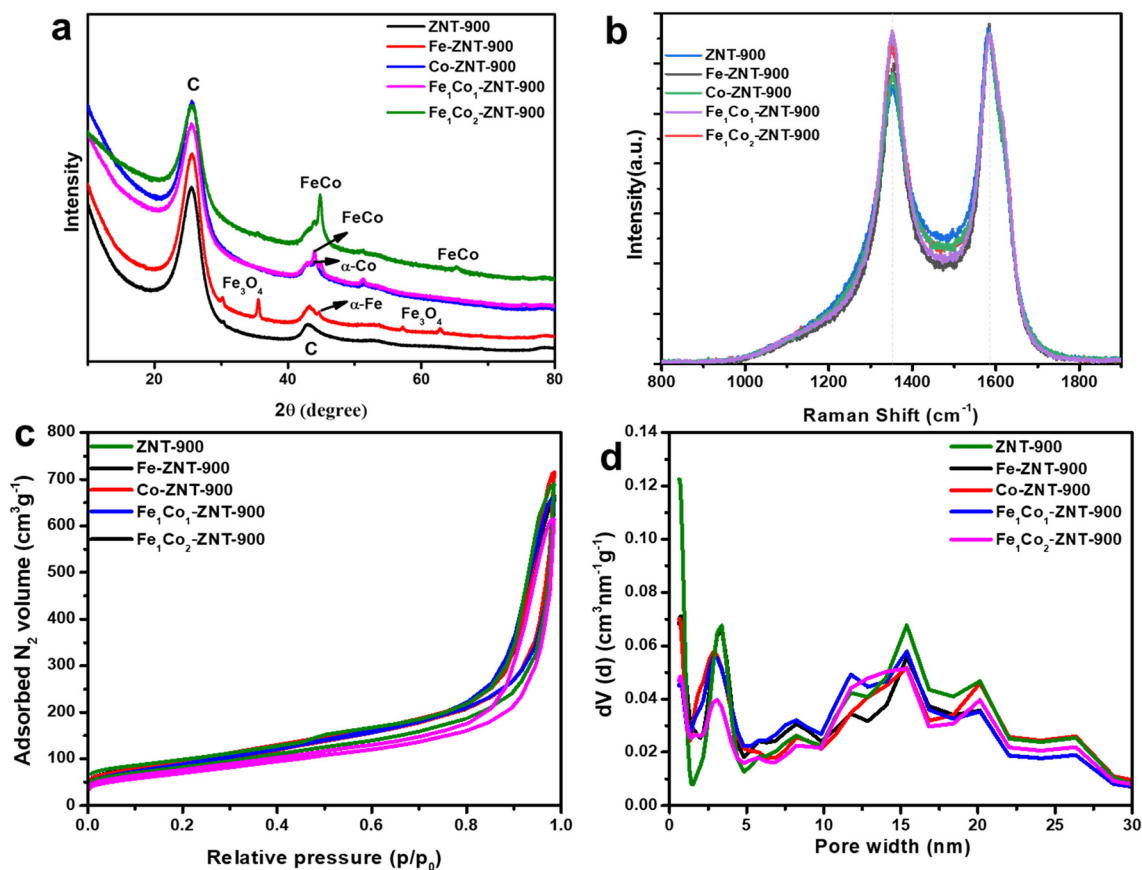 a
ZNT-900
Fe-ZNT-900
Co-ZNT-900
Fe₁Co₁-ZNT-900
Fe₁Co₂-ZNT-900
C
FeCo
FeCo
α-Co
FeCo
Fe₃O₄
α-Fe
Fe₃O₄
C
Intensity
20
40
60
80
2θ (degree)
b
ZNT-900
Fe-ZNT-900
Co-ZNT-900
Fe₁Co₁-ZNT-900
Fe₁Co₂-ZNT-900
Intensity(a.u.)
800
1000
1200
1400
1600
1800
Raman Shift (cm⁻¹)
c
800
700
600
500
400
300
200
100
0
ZNT-900
Fe-ZNT-900
Co-ZNT-900
Fe₁Co₁-ZNT-900
Fe₁Co₂-ZNT-900
Adsorbed N₂ volume (cm³g⁻¹)
0.0
0.2
0.4
0.6
0.8
1.0
Relative pressure (p/p₀)
d
0.14
0.12
0.10
0.08
0.06
0.04
0.02
0.00
ZNT-900
Fe-ZNT-900
Co-ZNT-900
Fe₁Co₁-ZNT-900
Fe₁Co₂-ZNT-900
dV (d) (cm³nm⁻¹g⁻¹)
0
5
10
15
20
25
30
Pore width (nm)